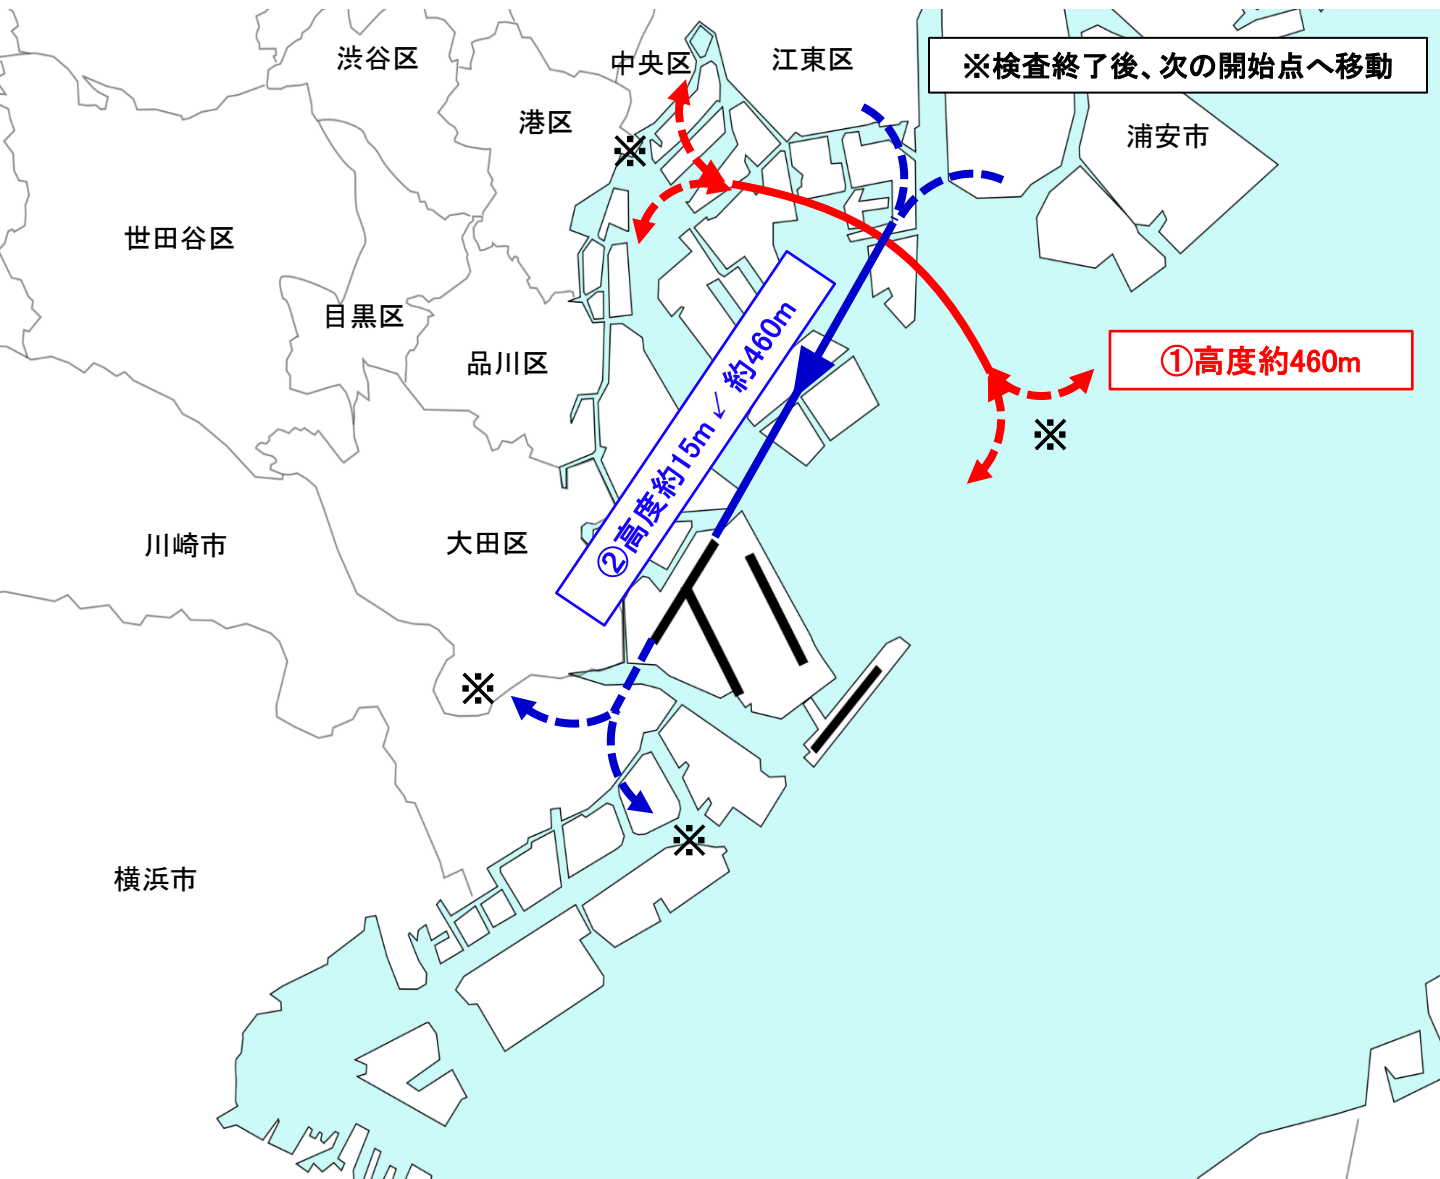 渋谷区
中央区
江東区
※検査終了後、次の開始点へ移動
港区
※
浦安市
世田谷区
目黒区
品川区
①高度約460m
②高度約15m ↙ 約460m
※
川崎市
大田区
※
※
横浜市